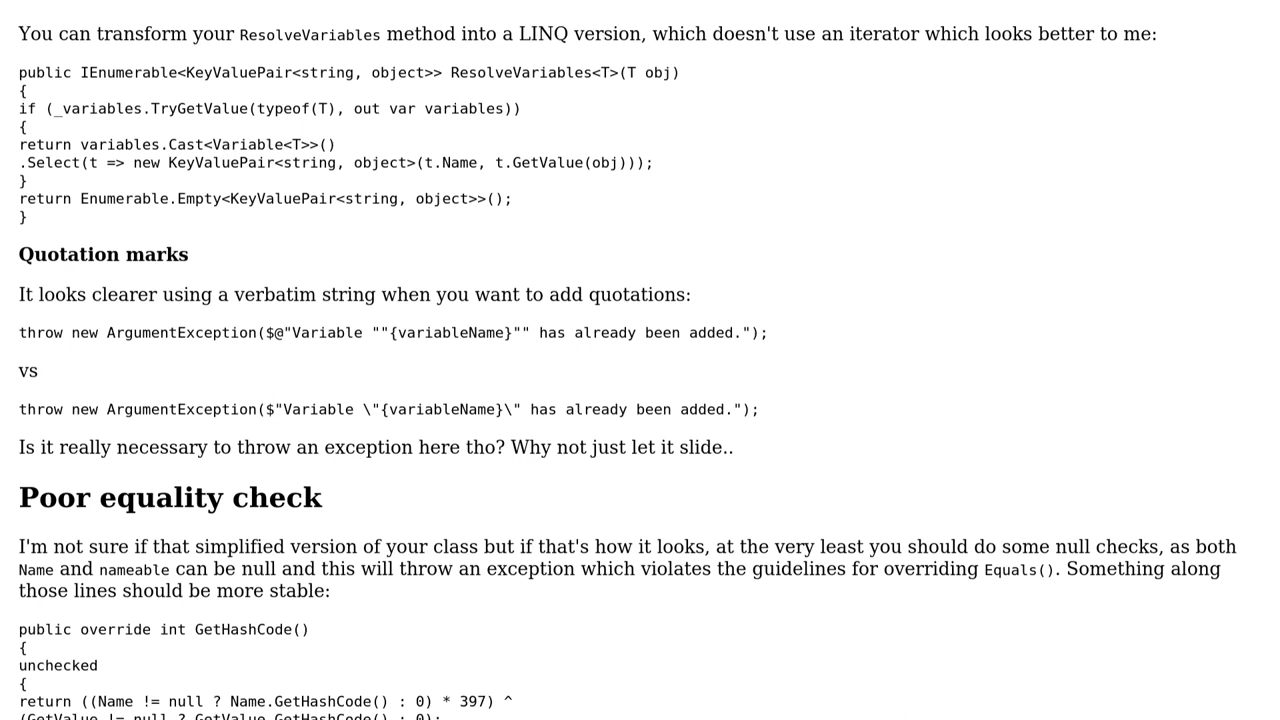 You can transform your ResolveVariables method into a LINQ version, which doesn't use an iterator which looks better to me:
public IEnumerable<KeyValuePair<string, object>> ResolveVariables<T>(T obj)
{
if (_variables.TryGetValue(typeof(T), out var variables))
{
return variables.Cast<Variable<T>>()
.Select(t => new KeyValuePair<string, object>(t.Name, t.GetValue(obj)));
}
return Enumerable.Empty<KeyValuePair<string, object>>();
}
Quotation marks
It looks clearer using a verbatim string when you want to add quotations:
throw new ArgumentException($@"Variable ""{variableName}"" has already been added.");
vs
throw new ArgumentException($"Variable \"{variableName}\" has already been added.");
Is it really necessary to throw an exception here tho? Why not just let it slide..
Poor equality check
I'm not sure if that simplified version of your class but if that's how it looks, at the very least you should do some null checks, as both
Name and nameable can be null and this will throw an exception which violates the guidelines for overriding Equals(). Something along
those lines should be more stable:
public override int GetHashCode()
{
unchecked
{
return ((Name != null ? Name.GetHashCode() : 0) * 397) ^
(GetValue != null ? GetValue.GetHashCode() : 0);